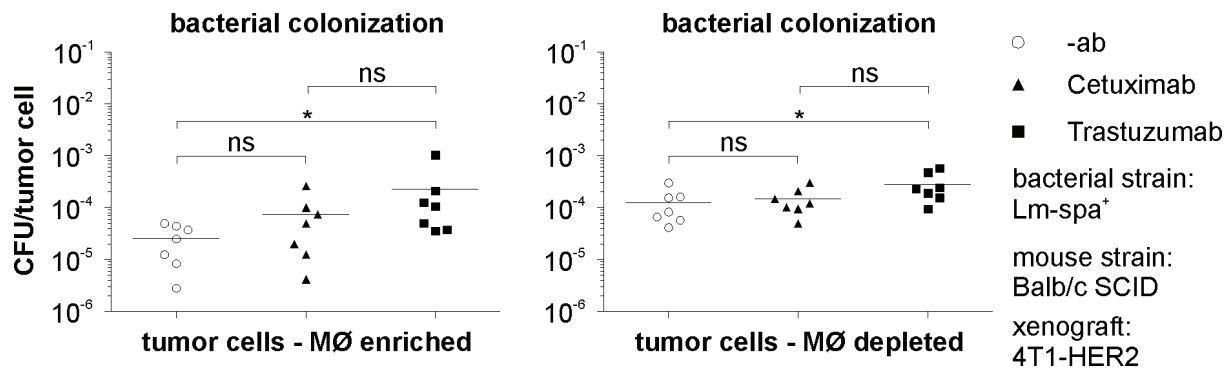 bacterial colonization
CFU/tumor cell
10⁻¹
10⁻²
10⁻³
10⁻⁴
10⁻⁵
10⁻⁶
ns
*
ns
tumor cells - MØ enriched
bacterial colonization
10⁻¹
10⁻²
10⁻³
10⁻⁴
10⁻⁵
10⁻⁶
ns
*
ns
tumor cells - MØ depleted
-ab
Cetuximab
Trastuzumab
bacterial strain:
Lm-spa⁺
mouse strain:
Balb/c SCID
xenograft:
4T1-HER2